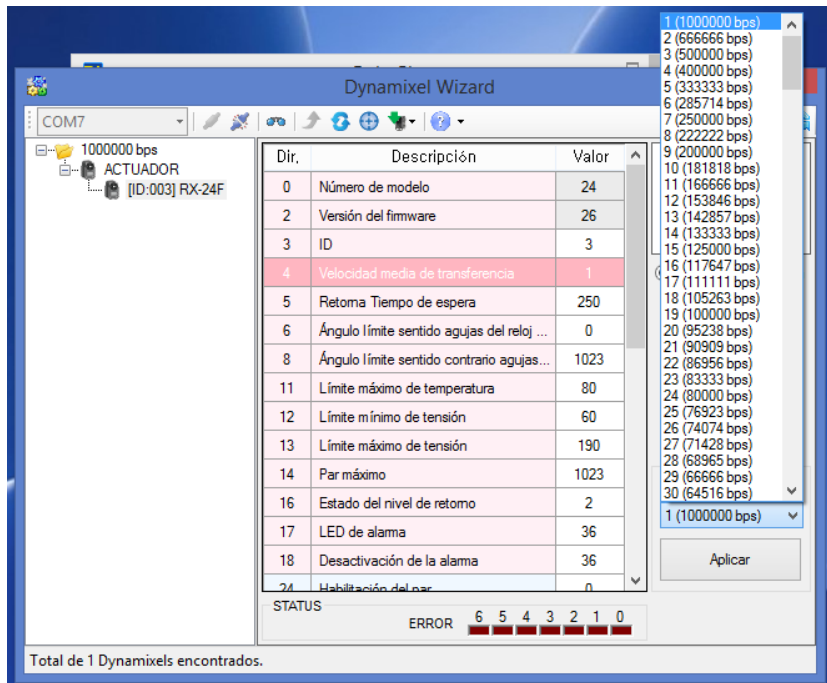 Dynamixel Wizard
COM7
1000000 bps
ACTUADOR
[ID:003] RX-24F
Dir. Descripción Valor
0 Número de modelo 24
2 Versión del firmware 26
3 ID 3
4 Velocidad media de transferencia 1
5 Retorna Tiempo de espera 250
6 Ángulo límite sentido agujas del reloj ... 0
8 Ángulo límite sentido contrario agujas... 1023
11 Límite máximo de temperatura 80
12 Límite mínimo de tensión 60
13 Límite máximo de tensión 190
14 Par máximo 1023
16 Estado del nivel de retorno 2
17 LED de alarma 36
18 Desactivación de la alarma 36
24 Habilitación del par 0
STATUS
ERROR 6 5 4 3 2 1 0
1 (1000000 bps)
2 (666666 bps)
3 (500000 bps)
4 (400000 bps)
5 (333333 bps)
6 (285714 bps)
7 (250000 bps)
8 (222222 bps)
9 (200000 bps)
10 (181818 bps)
11 (166666 bps)
12 (153846 bps)
13 (142857 bps)
14 (133333 bps)
15 (125000 bps)
16 (117647 bps)
17 (111111 bps)
18 (105263 bps)
19 (100000 bps)
20 (95238 bps)
21 (90909 bps)
22 (86956 bps)
23 (83333 bps)
24 (80000 bps)
25 (76923 bps)
26 (74074 bps)
27 (71428 bps)
28 (68965 bps)
29 (66666 bps)
30 (64516 bps)
1 (1000000 bps)
Aplicar
Total de 1 Dynamixels encontrados.